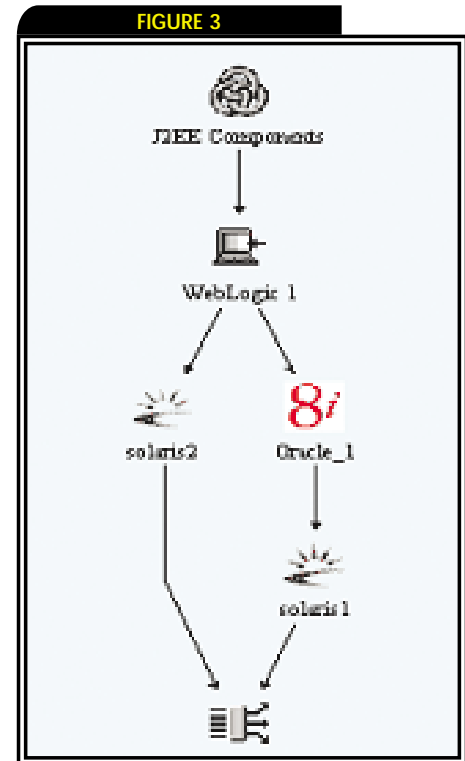 FIGURE 3
J2EE Components
WebLogic 1
solaris2
8i
Oracle_1
solaris1